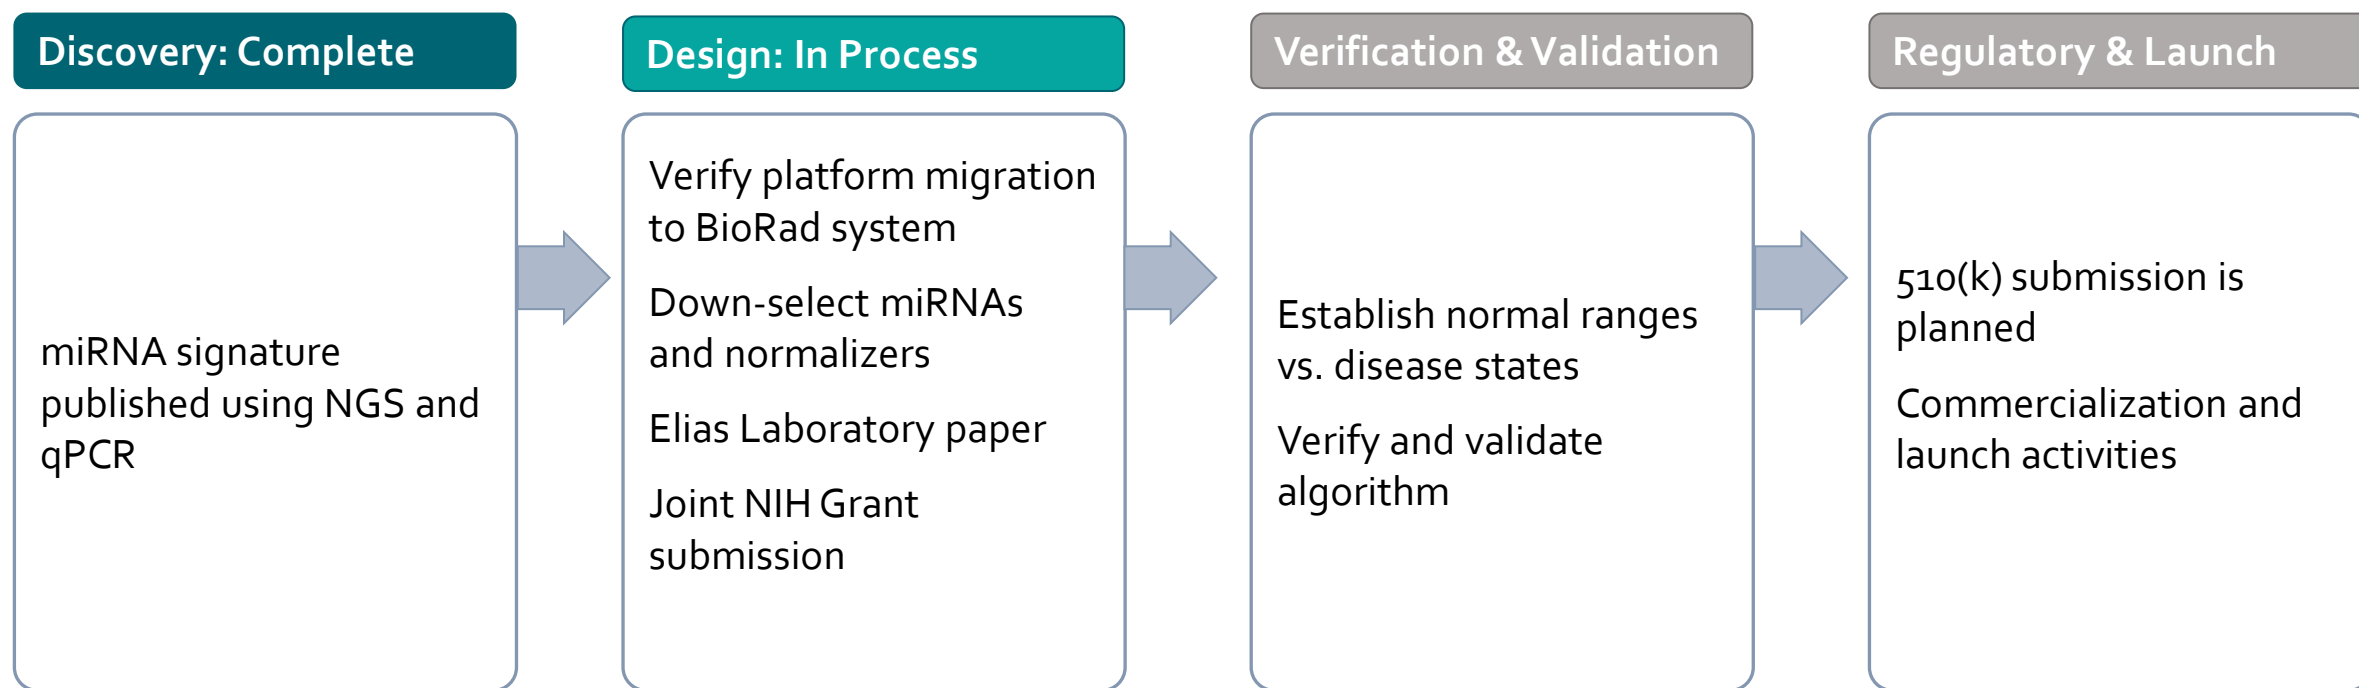 Discovery: Complete
miRNA signature
published using NGS and
qPCR
Design: In Process
Verify platform migration
to BioRad system
Down-select miRNAs
and normalizers
Elias Laboratory paper
Joint NIH Grant
submission
Verification & Validation
Establish normal ranges
vs. disease states
Verify and validate
algorithm
Regulatory & Launch
510(k) submission is
planned
Commercialization and
launch activities